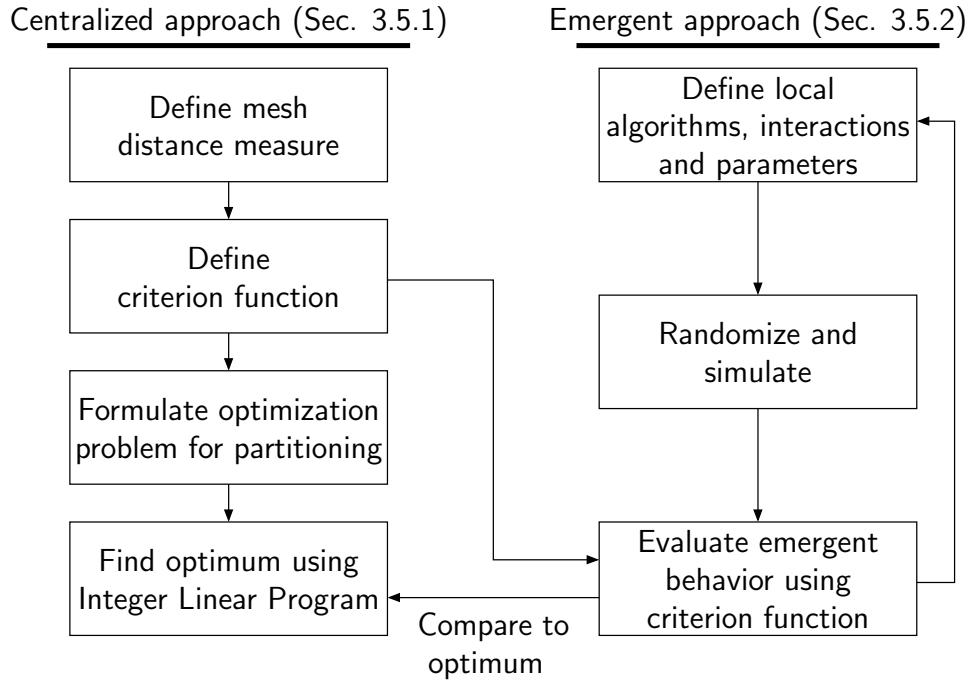 Centralized approach (Sec. 3.5.1)
Define mesh
distance measure
Define
criterion function
Formulate optimization
problem for partitioning
Find optimum using
Integer Linear Program
Emergent approach (Sec. 3.5.2)
Define local
algorithms, interactions
and parameters
Randomize and
simulate
Evaluate emergent
behavior using
criterion function
Compare to
optimum